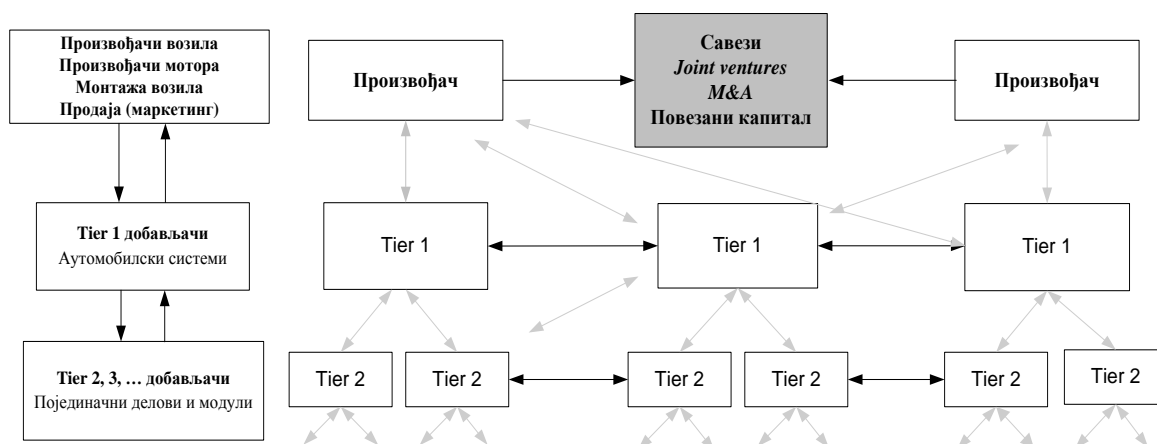 Произвођачи возила
Произвођачи мотора
Монтажа возила
Продаја (маркетинг)
Tier 1 добављачи
Аутомобилски системи
Tier 2, 3, … добављачи
Појединачни делови и модули
Произвођач
Савези
Joint ventures
M&A
Повезани капитал
Произвођач
Tier 1
Tier 1
Tier 1
Tier 2
Tier 2
Tier 2
Tier 2
Tier 2
Tier 2